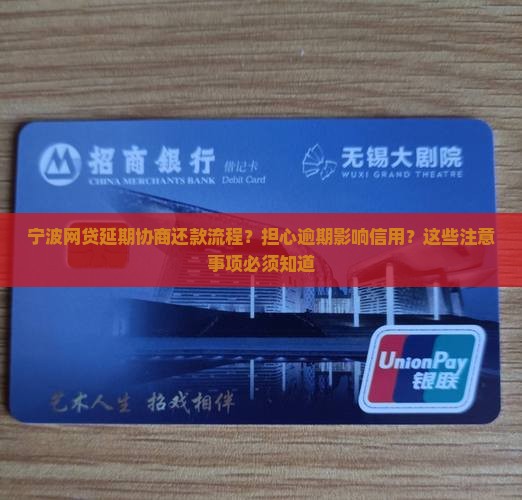 招商銀行 借记卡
CHINA MERCHANTS BANK Debit Card
无锡大剧院
WUXI GRAND THEATRE
宁波网贷延期协商还款流程？担心逾期影响信用？这些注意
事项必须知道
UnionPay
银联
艺术人生 招戏相伴